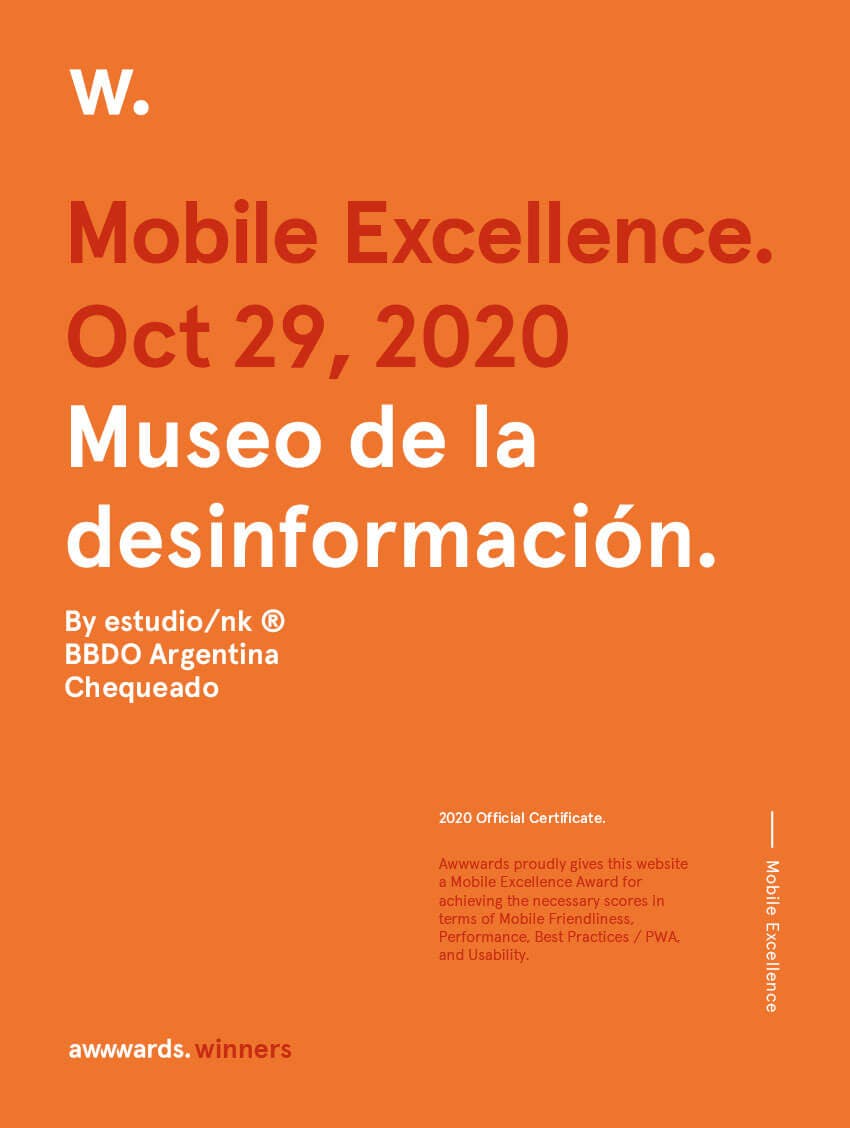 w.
Mobile Excellence.
Oct 29, 2020
Museo de la
desinformación.
By estudio/nk ®
BBDO Argentina
Chequeado
2020 Official Certificate.
Awwwards proudly gives this website
a Mobile Excellence Award for
achieving the necessary scores in
terms of Mobile Friendliness,
Performance, Best Practices / PWA,
and Usability.
Mobile Excellence
awwwards. winners